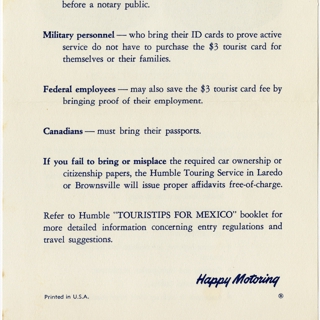 before a notary public.
Military personnel — who bring their ID cards to prove active
service do not have to purchase the $3 tourist card for
themselves or their families.
Federal employees — may also save the $3 tourist card fee by
bringing proof of their employment.
Canadians — must bring their passports.
If you fail to bring or misplace the required car ownership or
citizenship papers, the Humble Touring Service in Laredo
or Brownsville will issue proper affidavits free-of-charge.
Refer to Humble "TOURISTIPS FOR MEXICO" booklet for
more detailed information concerning entry regulations and
travel suggestions.
Happy Motoring
Printed in U.S.A. ®